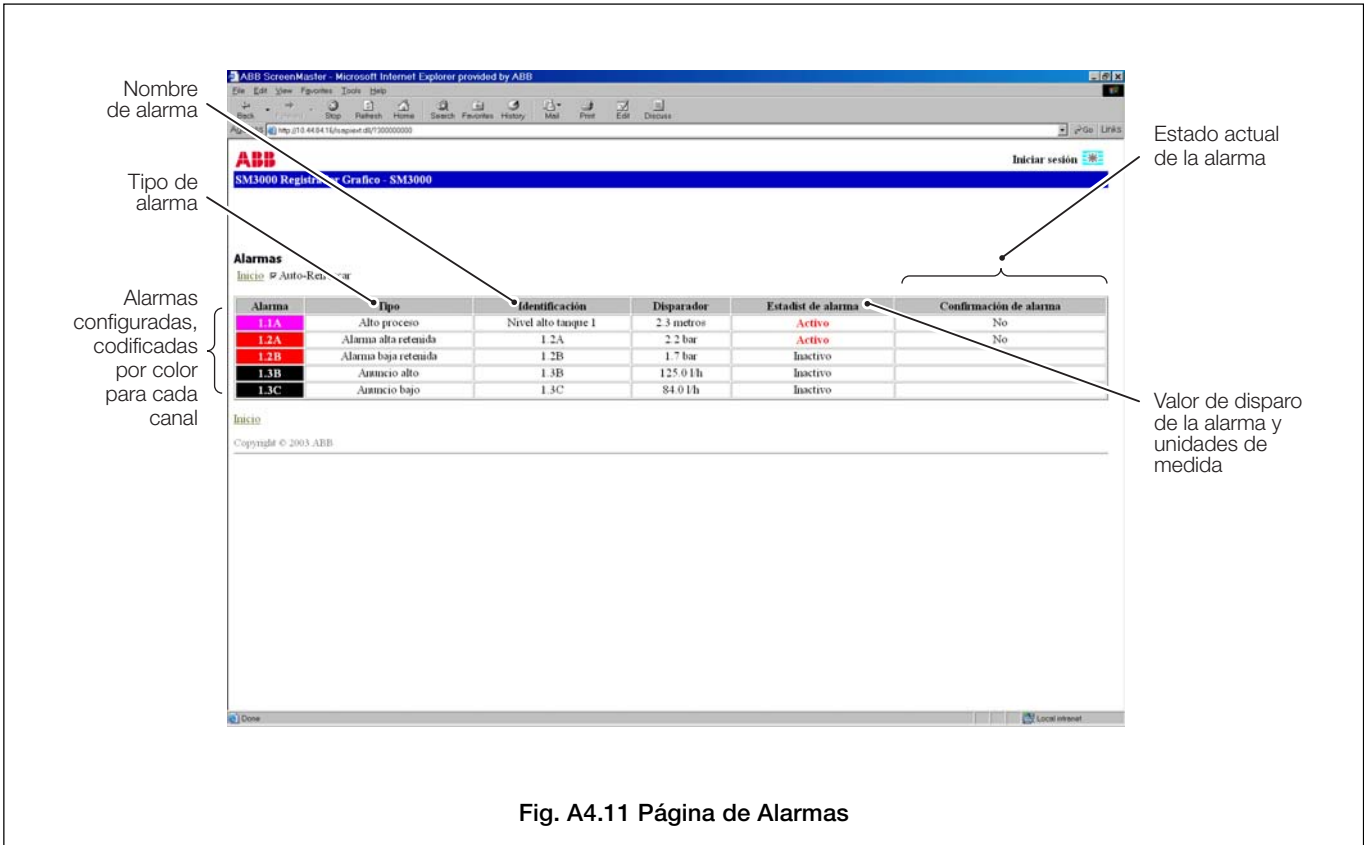 ABB ScreenMaster - Microsoft Internet Explorer provided by ABB
File Edit View Favorites Tools Help
Back Stop Refresh Home Search Favorites History Mail Print Edit Discuss
Go Links
ABB
Iniciar sesión
SM3000 Registrador Grafico - SM3000
Alarmas
Inicio
Alarma Tipo Identificación Disparador Estadist de alarma Confirmación de alarma
1.1A Alto proceso Nivel alto tanque 1 2.3 metros Activo No
1.2A Alarma alta retenida 1.2A 2.2 bar Activo No
1.2B Alarma baja retenida 1.2B 1.7 bar Inactivo
1.3B Anuncio alto 1.3B 125.0 l/h Inactivo
1.3C Anuncio bajo 1.3C 84.0 l/h Inactivo
Inicio
Copyright © 2003 ABB
Done
Local intranet
Nombre
de alarma
Tipo de
alarma
Alarmas
configuradas,
codificadas
por color
para cada
canal
Estado actual
de la alarma
Valor de disparo
de la alarma y
unidades de
medida
Fig. A4.11 Página de Alarmas